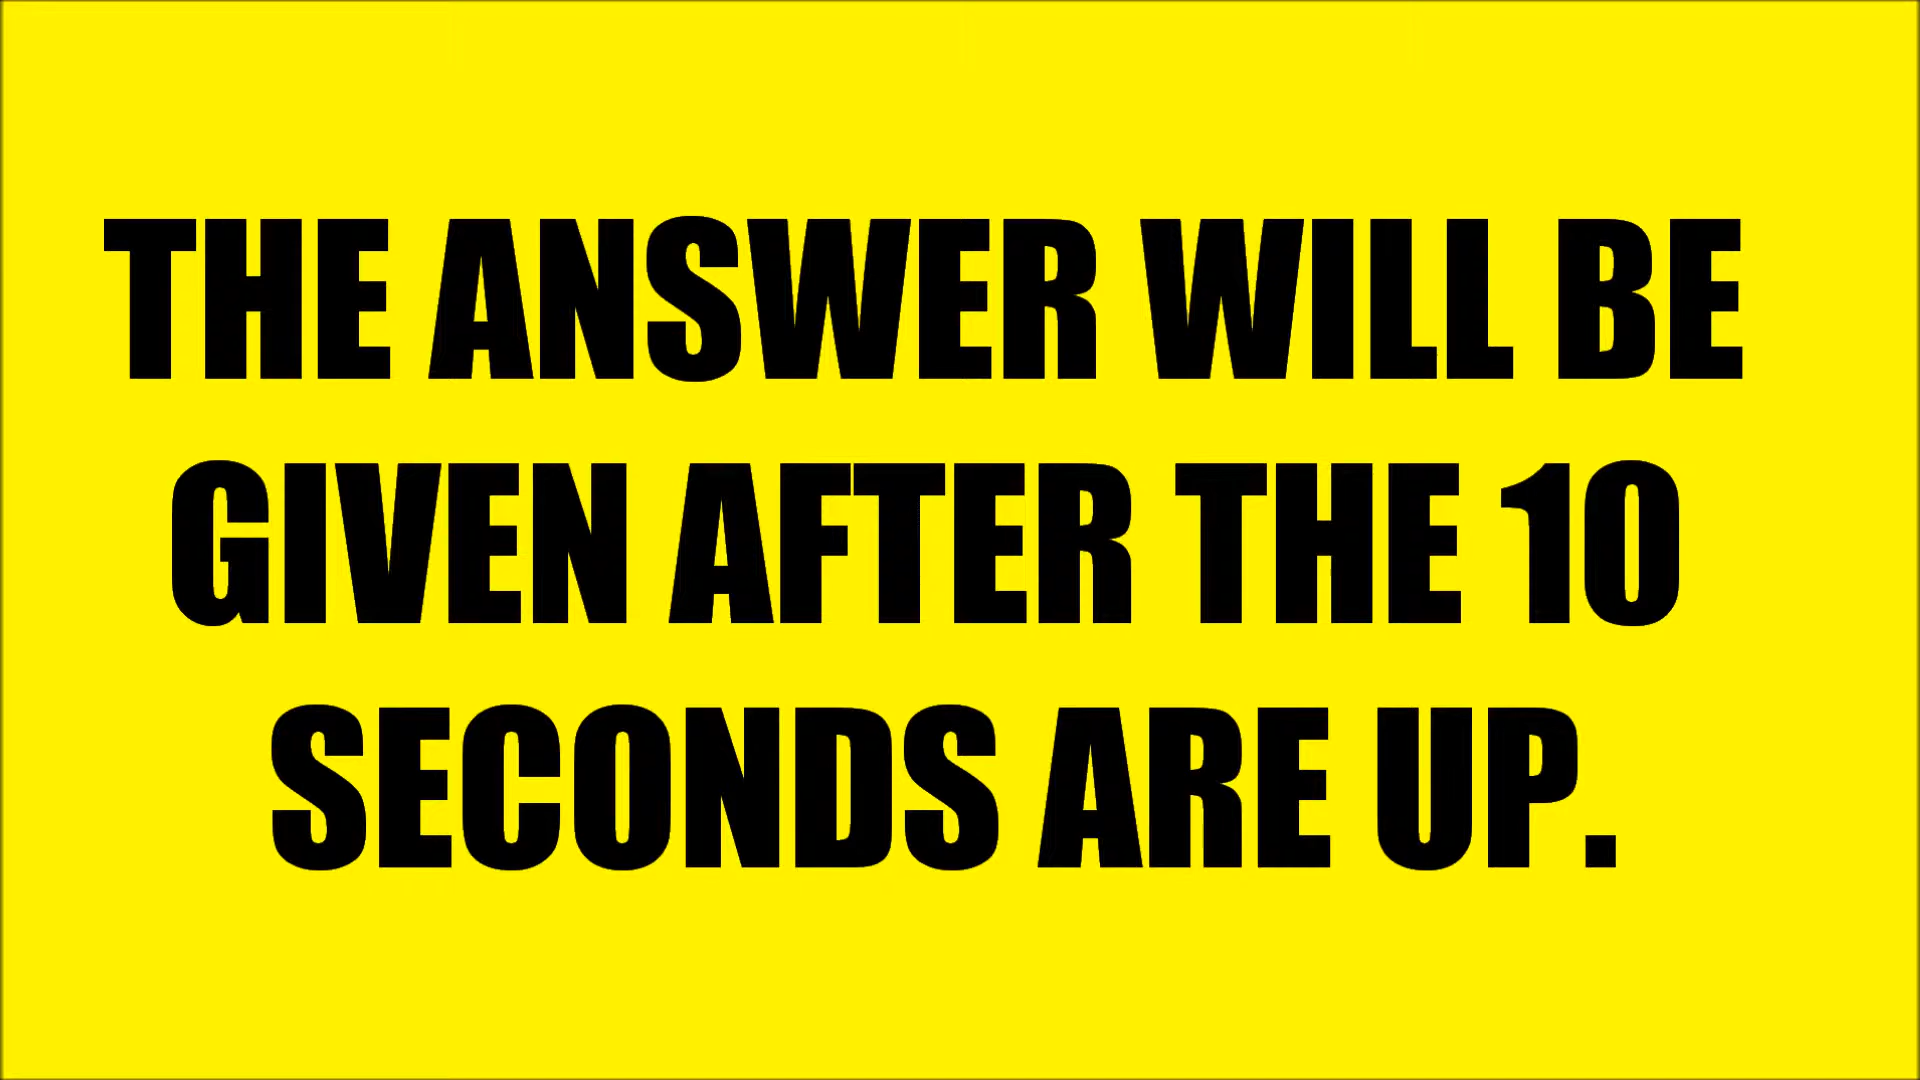 THE ANSWER WILL BE
GIVEN AFTER THE 10
SECONDS ARE UP.